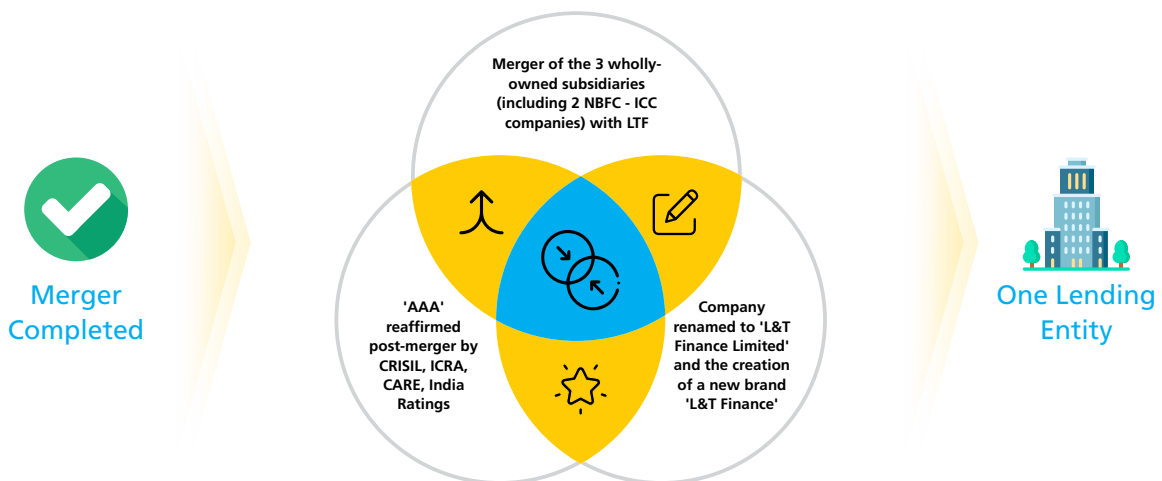 Merger of the 3 wholly-
owned subsidiaries
(including 2 NBFC - ICC
companies) with LTF
Merger
Completed
'AAA'
reaffirmed
post-merger by
CRISIL, ICRA,
CARE, India
Ratings
Company
renamed to 'L&T
Finance Limited'
and the creation
of a new brand
'L&T Finance'
One Lending
Entity